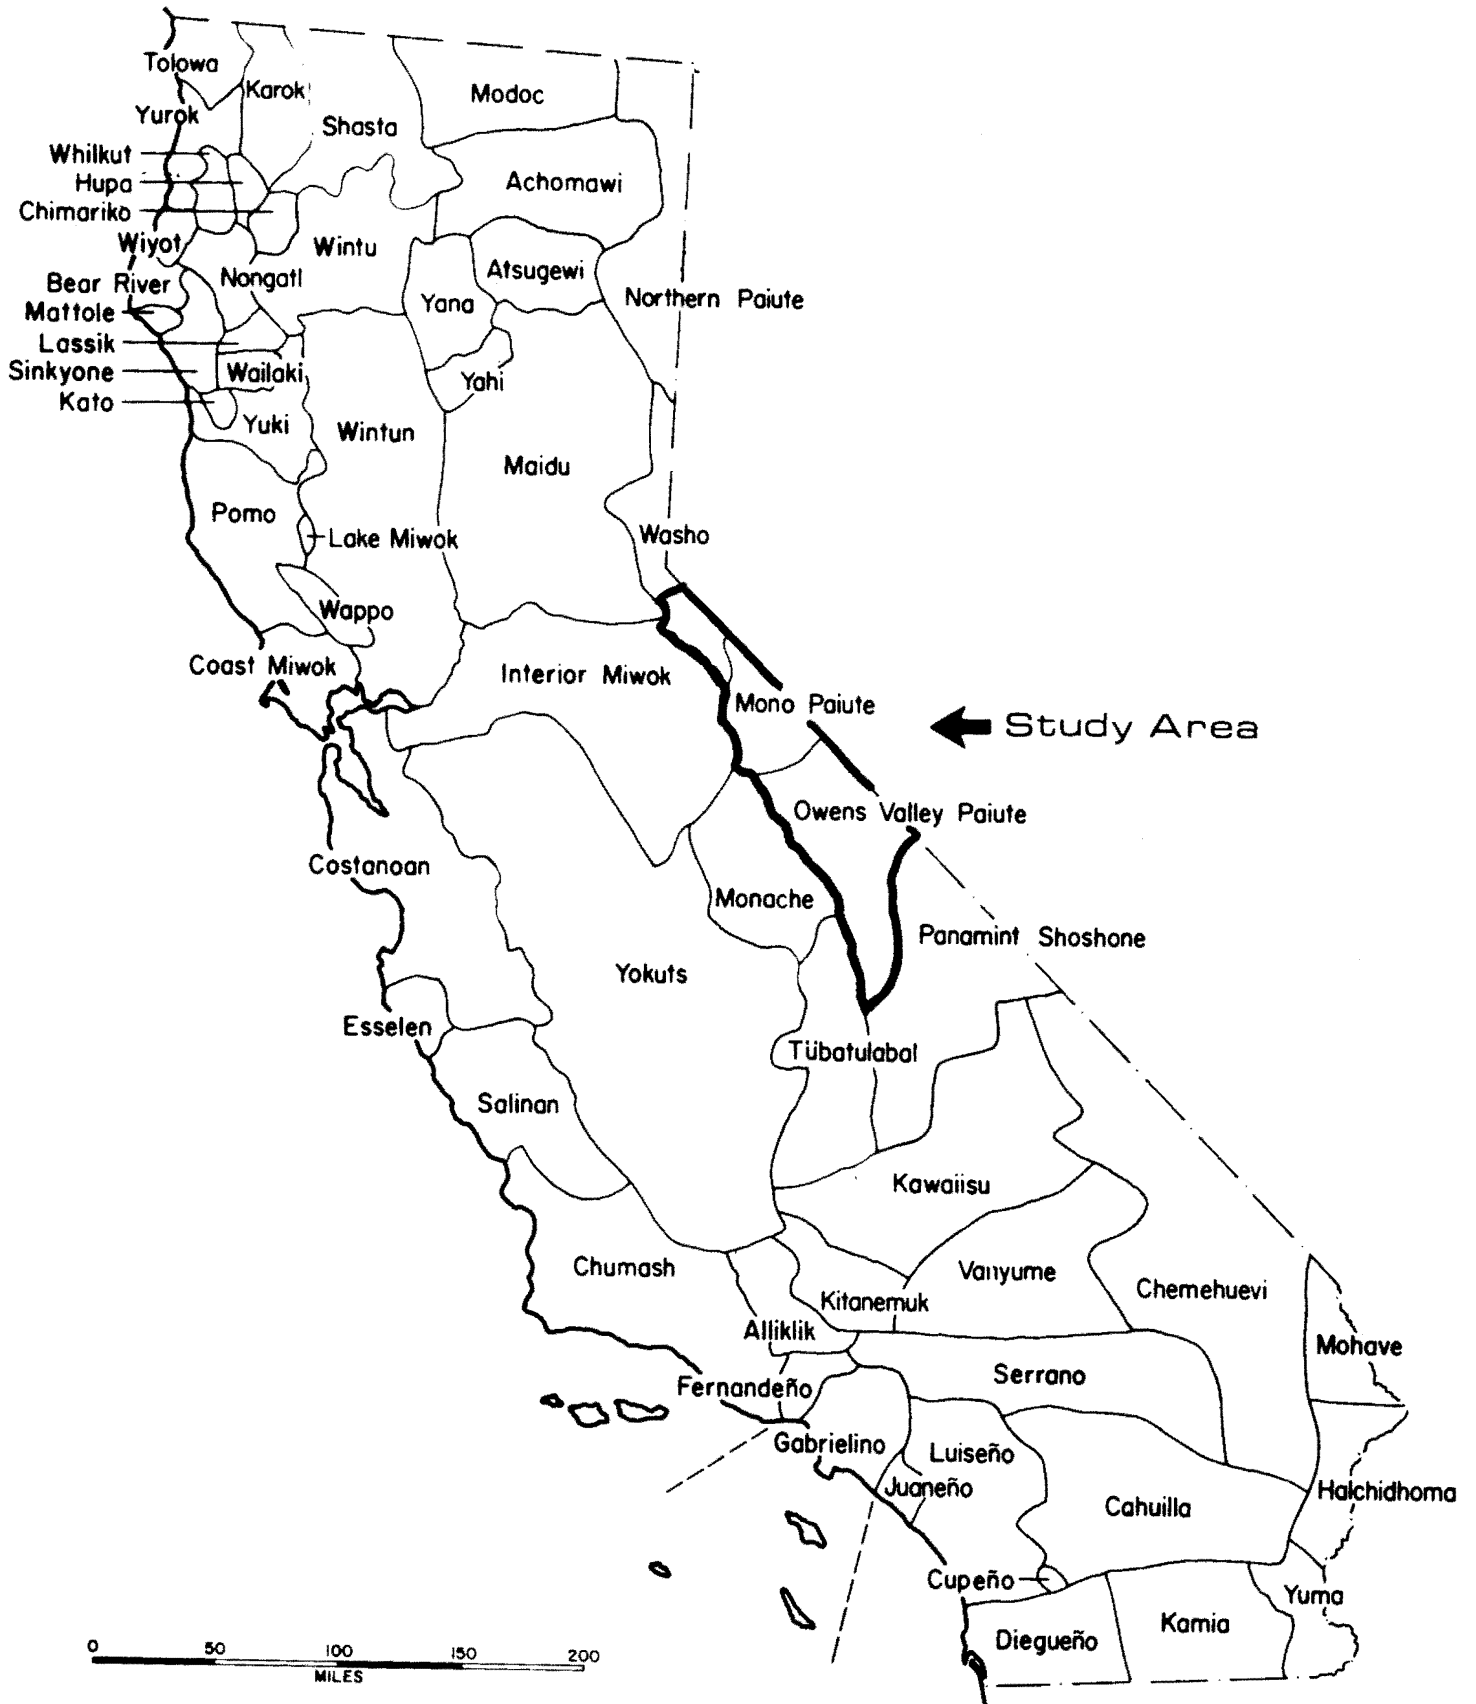 Tolowa
Karok
Modoc
Yurok
Shasta
Whilkut
Hupa
Achomawi
Chimariko
Wiyot
Wintu
Bear River
Nongatl
Atsugewi
Yana
Northern Paiute
Mattole
Lassik
Sinkyone
Wailaki
Yahi
Kato
Yuki
Wintun
Maidu
Pomo
Lake Miwok
Washo
Wappo
Coast Miwok
Interior Miwok
Mono Paiute
Study Area
Owens Valley Paiute
Costanoan
Monache
Panamint Shoshone
Yokuts
Esselen
Tübatulabal
Salinan
Kawaiisu
Chumash
Vanyume
Chemehuevi
Kitanemuk
Alliklik
Mohave
Serrano
Fernandeño
Gabrielino
Luiseño
Juaneño
Halchidhoma
Cahuilla
Cupeño
Yuma
Kamia
Diegueño
0 50 100 150 200
MILES